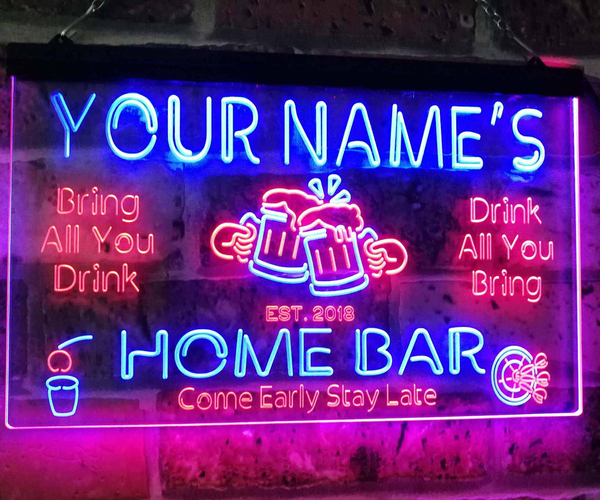 YOUR NAME'S
Bring
All You
Drink
Drink
All You
Bring
EST. 2018
HOME BAR
Come Early Stay Late